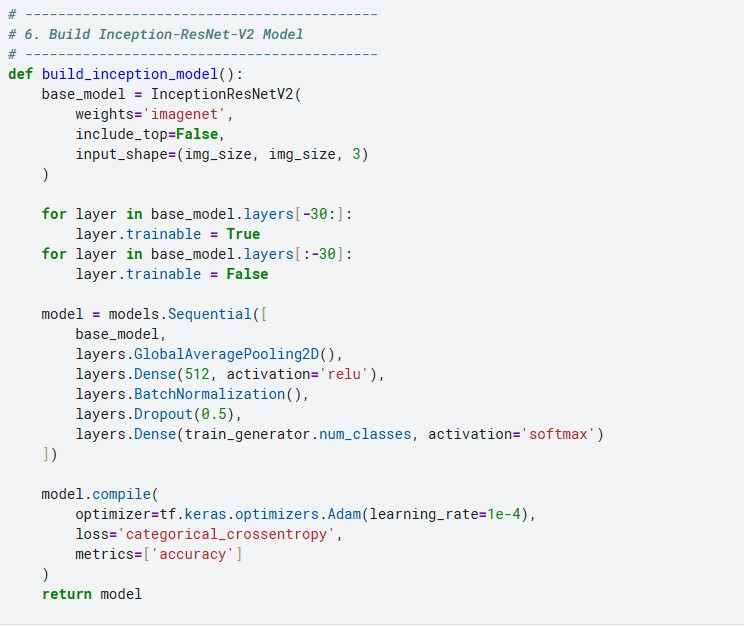 # ------------------------------------------
# 6. Build Inception-ResNet-V2 Model
# ------------------------------------------
def build_inception_model():
    base_model = InceptionResNetV2(
        weights='imagenet',
        include_top=False,
        input_shape=(img_size, img_size, 3)
    )

    for layer in base_model.layers[-30:]:
        layer.trainable = True
    for layer in base_model.layers[:-30]:
        layer.trainable = False

    model = models.Sequential([
        base_model,
        layers.GlobalAveragePooling2D(),
        layers.Dense(512, activation='relu'),
        layers.BatchNormalization(),
        layers.Dropout(0.5),
        layers.Dense(train_generator.num_classes, activation='softmax')
    ])

    model.compile(
        optimizer=tf.keras.optimizers.Adam(learning_rate=1e-4),
        loss='categorical_crossentropy',
        metrics=['accuracy']
    )
    return model